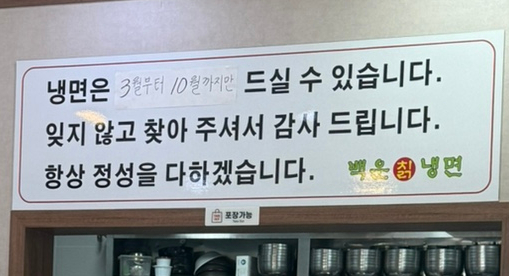 냉면은 3월부터 10월까지만 드실 수 있습니다.
잊지 않고 찾아 주셔서 감사 드립니다.
항상 정성을 다하겠습니다. 백운 칡 냉면
포장가능